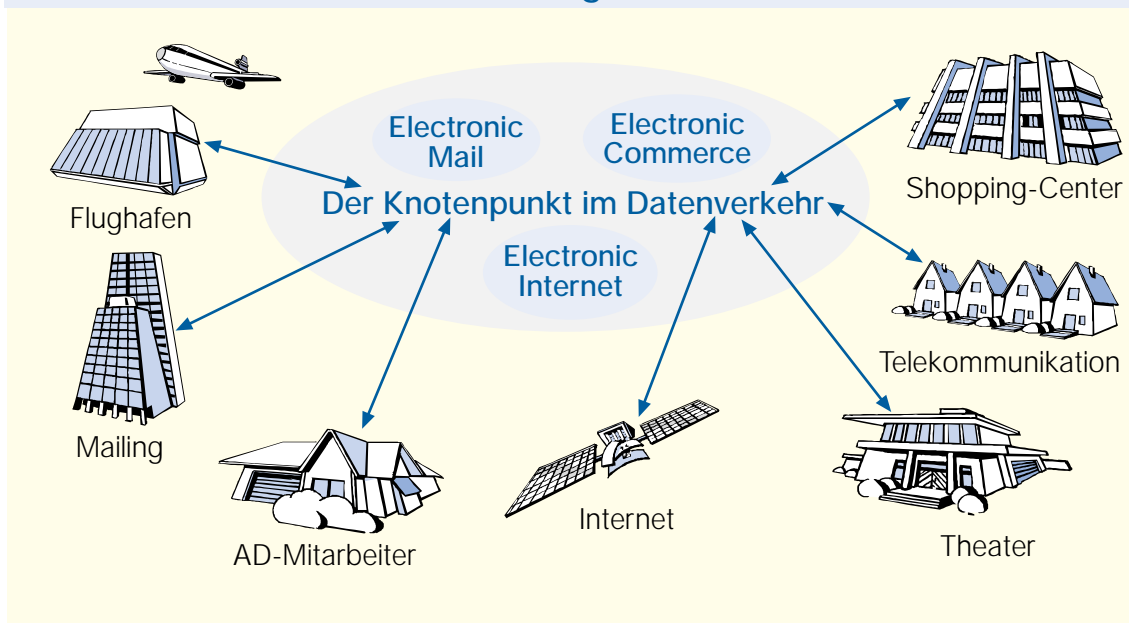 Electronic
Mail
Electronic
Commerce
Der Knotenpunkt im Datenverkehr
Electronic
Internet
Flughafen
Shopping-Center
Mailing
Telekommunikation
AD-Mitarbeiter
Internet
Theater